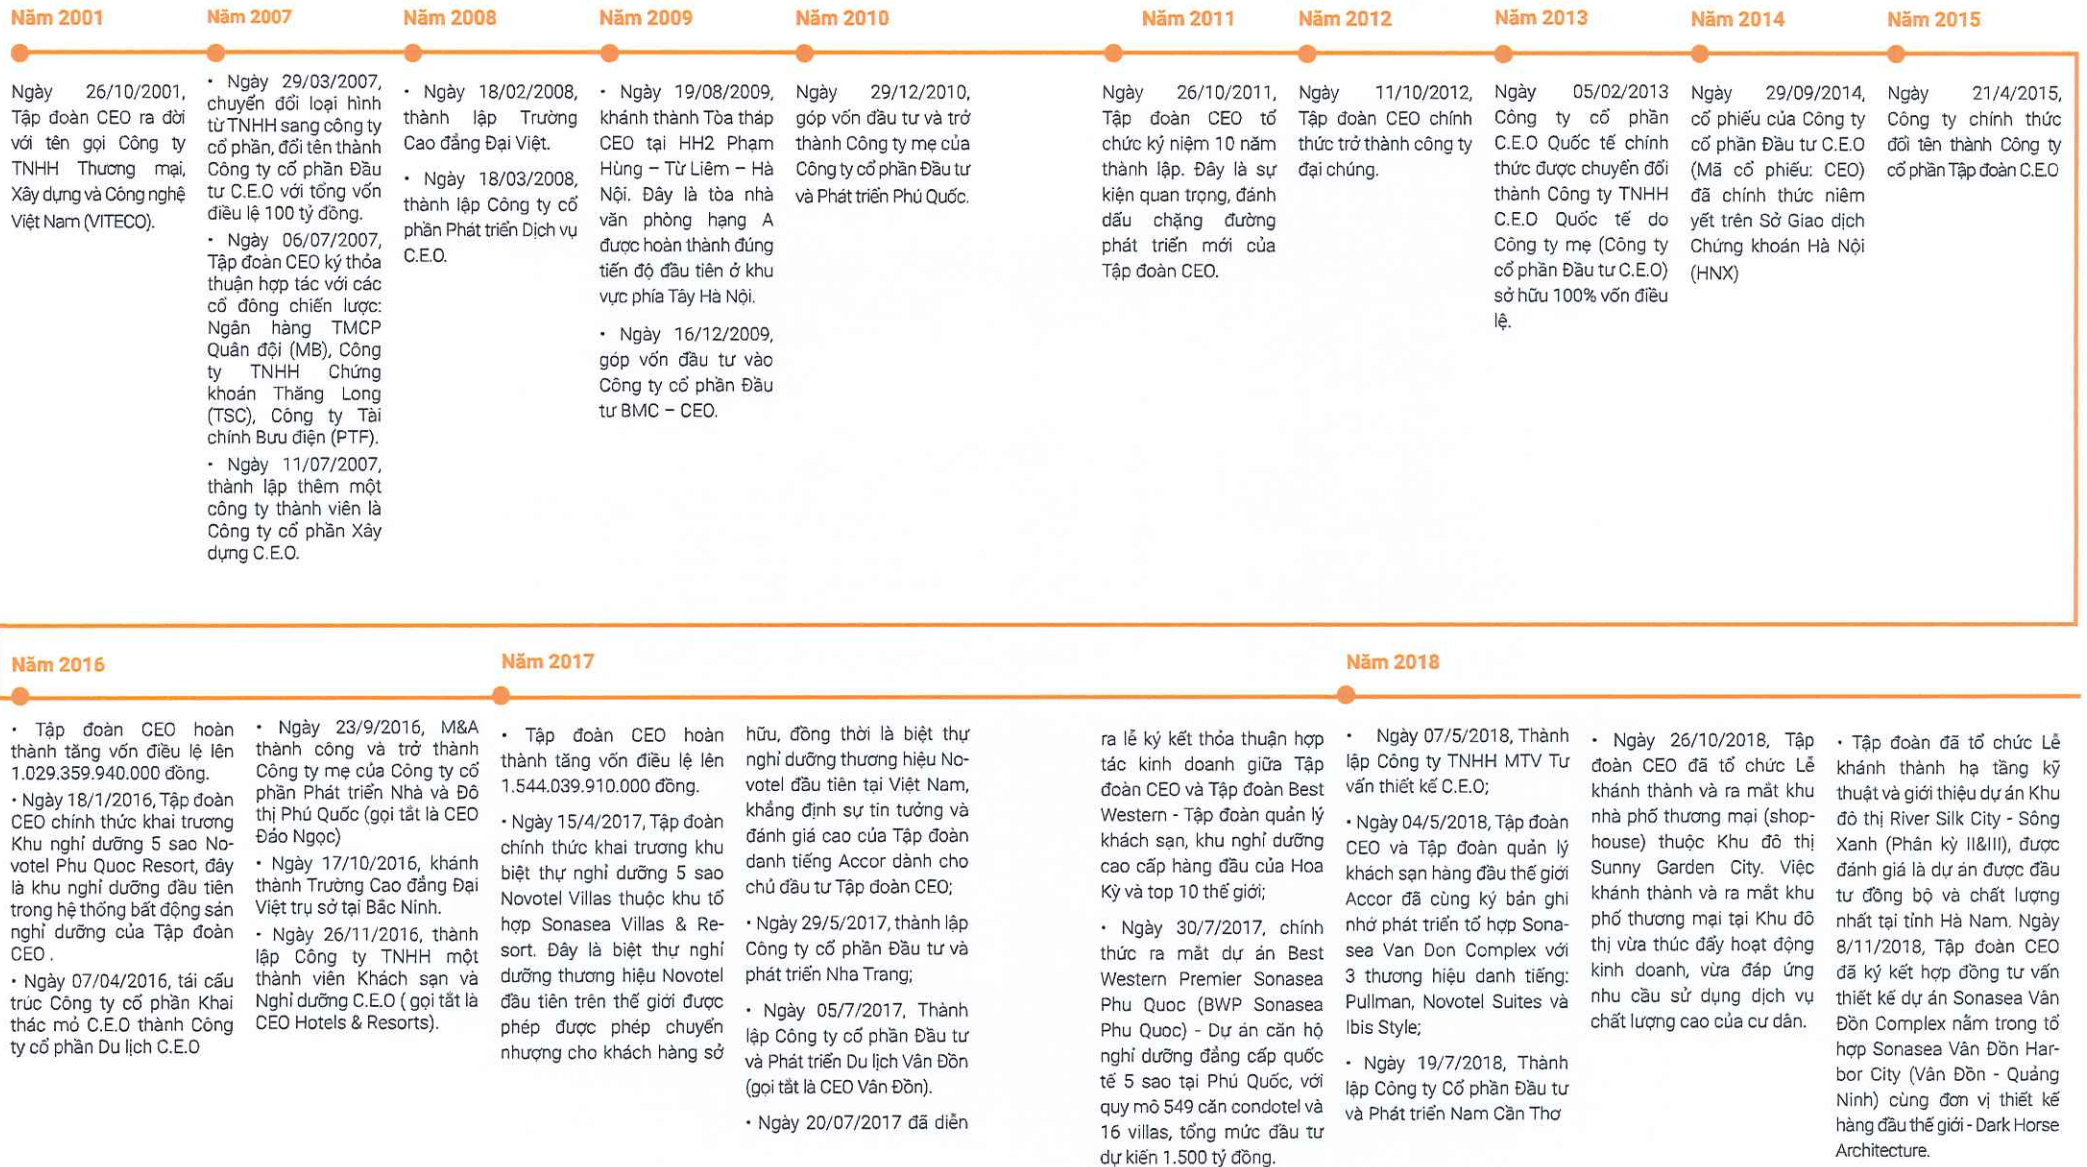 Năm 2001
Ngày 26/10/2001,
Tập đoàn CEO ra đời
với tên gọi Công ty
TNHH Thương mại,
Xây dựng và Công nghệ
Việt Nam (VITECO).
Năm 2007
• Ngày 29/03/2007,
chuyển đổi loại hình
từ TNHH sang công ty
cổ phần, đổi tên thành
Công ty cổ phần Đầu
tư C.E.O với tổng vốn
điều lệ 100 tỷ đồng.
• Ngày 06/07/2007,
Tập đoàn CEO ký thỏa
thuận hợp tác với các
cổ đông chiến lược:
Ngân hàng TMCP
Quân đội (MB), Công
ty TNHH Chứng
khoán Thăng Long
(TSC), Công ty Tài
chính Bưu điện (PTF).
• Ngày 11/07/2007,
thành lập thêm một
công ty thành viên là
Công ty cổ phần Xây
dựng C.E.O.
Năm 2008
• Ngày 18/02/2008,
thành lập Trường
Cao đẳng Đại Việt.
• Ngày 18/03/2008,
thành lập Công ty cổ
phần Phát triển Dịch vụ
C.E.O.
Năm 2009
• Ngày 19/08/2009,
khánh thành Tòa tháp
CEO tại HH2 Phạm
Hùng – Từ Liêm – Hà
Nội. Đây là tòa nhà
văn phòng hạng A
được hoàn thành đúng
tiến độ đầu tiên ở khu
vực phía Tây Hà Nội.
• Ngày 16/12/2009,
góp vốn đầu tư vào
Công ty cổ phần Đầu
tư BMC – CEO.
Năm 2010
Ngày 29/12/2010,
góp vốn đầu tư và trở
thành Công ty mẹ của
Công ty cổ phần Đầu tư
và Phát triển Phú Quốc.
Năm 2011
Ngày 26/10/2011,
Tập đoàn CEO tổ
chức kỷ niệm 10 năm
thành lập. Đây là sự
kiện quan trọng, đánh
dấu chặng đường
phát triển mới của
Tập đoàn CEO.
Năm 2012
Ngày 11/10/2012,
Tập đoàn CEO chính
thức trở thành công ty
đại chúng.
Năm 2013
Ngày 05/02/2013
Công ty cổ phần
C.E.O Quốc tế chính
thức được chuyển đổi
thành Công ty TNHH
C.E.O Quốc tế do
Công ty mẹ (Công ty
cổ phần Đầu tư C.E.O)
sở hữu 100% vốn điều
lệ.
Năm 2014
Ngày 29/09/2014,
cổ phiếu của Công ty
cổ phần Đầu tư C.E.O
(Mã cổ phiếu: CEO)
đã chính thức niêm
yết trên Sở Giao dịch
Chứng khoán Hà Nội
(HNX)
Năm 2015
Ngày 21/4/2015,
Công ty chính thức
đổi tên thành Công ty
cổ phần Tập đoàn C.E.O
Năm 2016
• Tập đoàn CEO hoàn
thành tăng vốn điều lệ lên
1.029.359.940.000 đồng.
• Ngày 18/1/2016, Tập đoàn
CEO chính thức khai trương
Khu nghỉ dưỡng 5 sao No-
votel Phu Quoc Resort, đây
là khu nghỉ dưỡng đầu tiên
trong hệ thống bất động sản
nghỉ dưỡng của Tập đoàn
CEO .
• Ngày 07/04/2016, tái cấu
trúc Công ty cổ phần Khai
thác mỏ C.E.O thành Công
ty cổ phần Du lịch C.E.O
• Ngày 23/9/2016, M&A
thành công và trở thành
Công ty mẹ của Công ty cổ
phần Phát triển Nhà và Đô
thị Phú Quốc (gọi tắt là CEO
Đảo Ngọc)
• Ngày 17/10/2016, khánh
thành Trường Cao đẳng Đại
Việt trụ sở tại Bắc Ninh.
• Ngày 26/11/2016, thành
lập Công ty TNHH một
thành viên Khách sạn và
Nghỉ dưỡng C.E.O ( gọi tắt là
CEO Hotels & Resorts).
Năm 2017
• Tập đoàn CEO hoàn
thành tăng vốn điều lệ lên
1.544.039.910.000 đồng.
• Ngày 15/4/2017, Tập đoàn
chính thức khai trương khu
biệt thự nghỉ dưỡng 5 sao
Novotel Villas thuộc khu tổ
hợp Sonasea Villas & Re-
sort. Đây là biệt thự nghỉ
dưỡng thương hiệu Novotel
đầu tiên trên thế giới được
phép được phép chuyển
nhượng cho khách hàng sở
hữu, đồng thời là biệt thự
nghỉ dưỡng thương hiệu No-
votel đầu tiên tại Việt Nam,
khẳng định sự tin tưởng và
đánh giá cao của Tập đoàn
danh tiếng Accor dành cho
chủ đầu tư Tập đoàn CEO;
• Ngày 29/5/2017, thành lập
Công ty cổ phần Đầu tư và
phát triển Nha Trang;
• Ngày 05/7/2017, Thành
lập Công ty cổ phần Đầu tư
và Phát triển Du lịch Vân Đồn
(gọi tắt là CEO Vân Đồn).
• Ngày 20/07/2017 đã diễn
ra lễ ký kết thỏa thuận hợp
tác kinh doanh giữa Tập
đoàn CEO và Tập đoàn Best
Western - Tập đoàn quản lý
khách sạn, khu nghỉ dưỡng
cao cấp hàng đầu của Hoa
Kỳ và top 10 thế giới;
• Ngày 30/7/2017, chính
thức ra mắt dự án Best
Western Premier Sonasea
Phu Quoc (BWP Sonasea
Phu Quoc) - Dự án căn hộ
nghỉ dưỡng đẳng cấp quốc
tế 5 sao tại Phú Quốc, với
quy mô 549 căn condotel và
16 villas, tổng mức đầu tư
dự kiến 1.500 tỷ đồng.
Năm 2018
• Ngày 07/5/2018, Thành
lập Công ty TNHH MTV Tư
vấn thiết kế C.E.O;
• Ngày 04/5/2018, Tập đoàn
CEO và Tập đoàn quản lý
khách sạn hàng đầu thế giới
Accor đã cùng ký bản ghi
nhớ phát triển tổ hợp Sona-
sea Van Don Complex với
3 thương hiệu danh tiếng:
Pullman, Novotel Suites và
Ibis Style;
• Ngày 19/7/2018, Thành
lập Công ty Cổ phần Đầu tư
và Phát triển Nam Cần Thơ
• Ngày 26/10/2018, Tập
đoàn CEO đã tổ chức Lễ
khánh thành và ra mắt khu
nhà phố thương mại (shop-
house) thuộc Khu đô thị
Sunny Garden City. Việc
khánh thành và ra mắt khu
phố thương mại tại Khu đô
thị vừa thúc đẩy hoạt động
kinh doanh, vừa đáp ứng
nhu cầu sử dụng dịch vụ
chất lượng cao của cư dân.
• Tập đoàn đã tổ chức Lễ
khánh thành hạ tầng kỹ
thuật và giới thiệu dự án Khu
đô thị River Silk City - Sông
Xanh (Phân kỳ II&III), được
đánh giá là dự án được đầu
tư đồng bộ và chất lượng
nhất tại tỉnh Hà Nam. Ngày
8/11/2018, Tập đoàn CEO
đã ký kết hợp đồng tư vấn
thiết kế dự án Sonasea Vân
Đồn Complex nằm trong tổ
hợp Sonasea Vân Đồn Har-
bor City (Vân Đồn - Quảng
Ninh) cùng đơn vị thiết kế
hàng đầu thế giới - Dark Horse
Architecture.